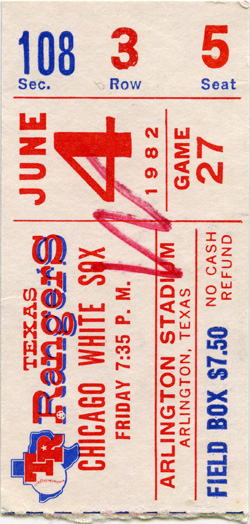 108 3 5
Sec. Row Seat
JUNE
4
1982
GAME
27
TEXAS
Rangers
TR
CHICAGO WHITE SOX
FRIDAY 7:35 P. M.
ARLINGTON STADIUM
ARLINGTON, TEXAS
NO CASH
REFUND
FIELD BOX $7.50